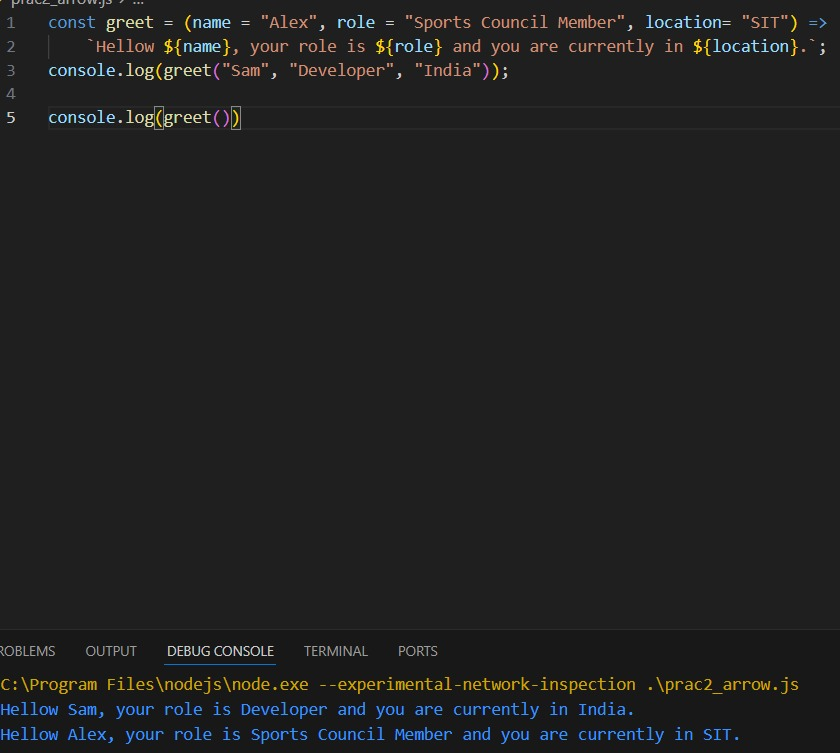 prac2_arrow.js > ...
1 const greet = (name = "Alex", role = "Sports Council Member", location= "SIT") =>
2 `Hellow ${name}, your role is ${role} and you are currently in ${location}.`;
3 console.log(greet("Sam", "Developer", "India"));
4
5 console.log(greet())
ROBLEMS OUTPUT DEBUG CONSOLE TERMINAL PORTS
C:\Program Files\nodejs\node.exe --experimental-network-inspection .\prac2_arrow.js
Hellow Sam, your role is Developer and you are currently in India.
Hellow Alex, your role is Sports Council Member and you are currently in SIT.